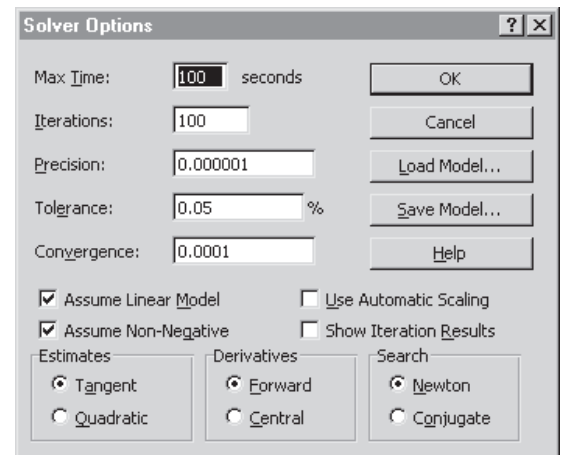 Solver Options ? ×
Max Time: 100 seconds OK
Iterations: 100 Cancel
Precision: 0.000001 Load Model...
Tolerance: 0.05 % Save Model...
Convergence: 0.0001 Help
Assume Linear Model Use Automatic Scaling
Assume Non-Negative Show Iteration Results
Estimates Derivatives Search
Tangent Forward Newton
Quadratic Central Conjugate